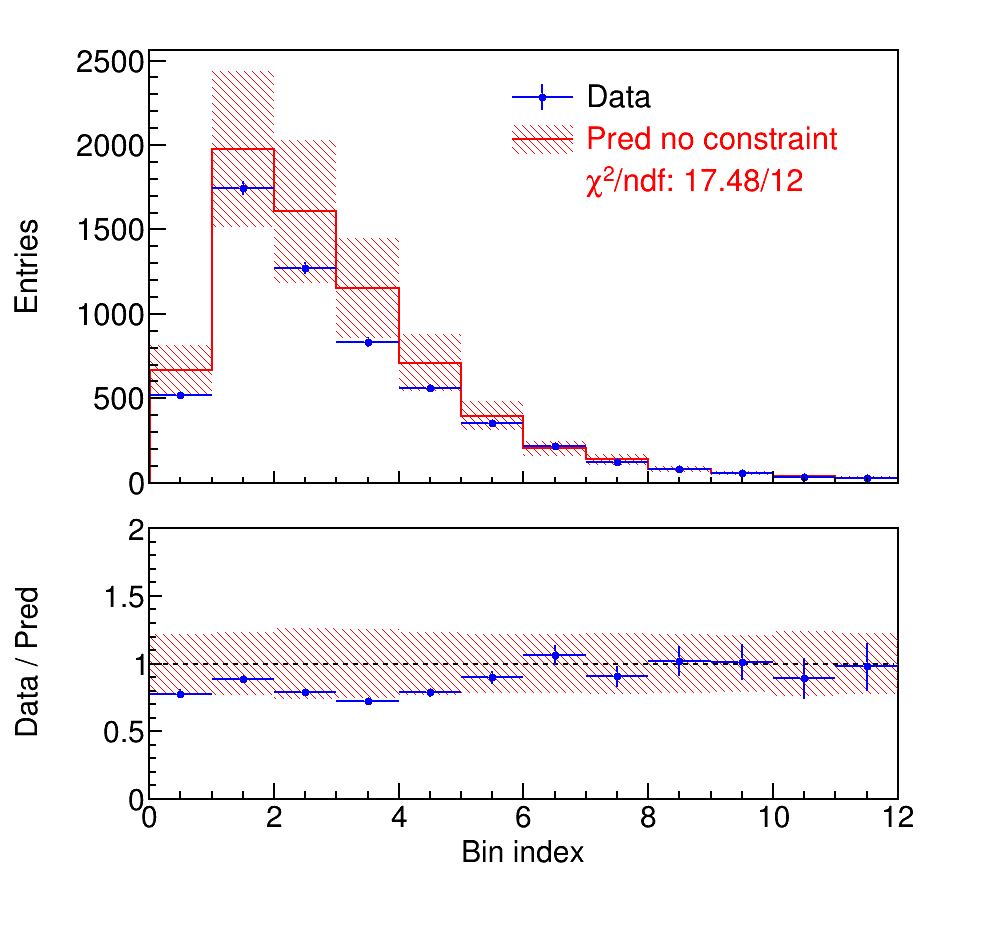 2500
2000
1500
1000
500
0
Entries
Data
Pred no constraint
χ²/ndf: 17.48/12
2
1.5
1
0.5
0
Data / Pred
0 2 4 6 8 10 12
Bin index